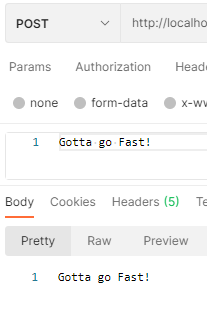 POST http://localho
Params Authorization Heade
none form-data x-ww
1 Gotta go Fast!
Body Cookies Headers (5) Te
Pretty Raw Preview
1 Gotta go Fast!